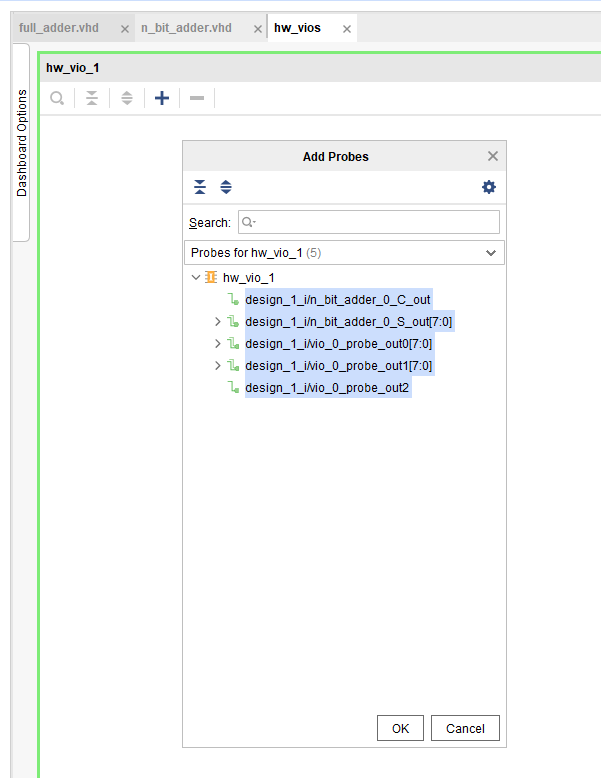 full_adder.vhd
n_bit_adder.vhd
hw_vios
Dashboard Options
hw_vio_1
Add Probes
Search:
Probes for hw_vio_1 (5)
hw_vio_1
design_1_i/n_bit_adder_0_C_out
design_1_i/n_bit_adder_0_S_out[7:0]
design_1_i/vio_0_probe_out0[7:0]
design_1_i/vio_0_probe_out1[7:0]
design_1_i/vio_0_probe_out2
OK
Cancel